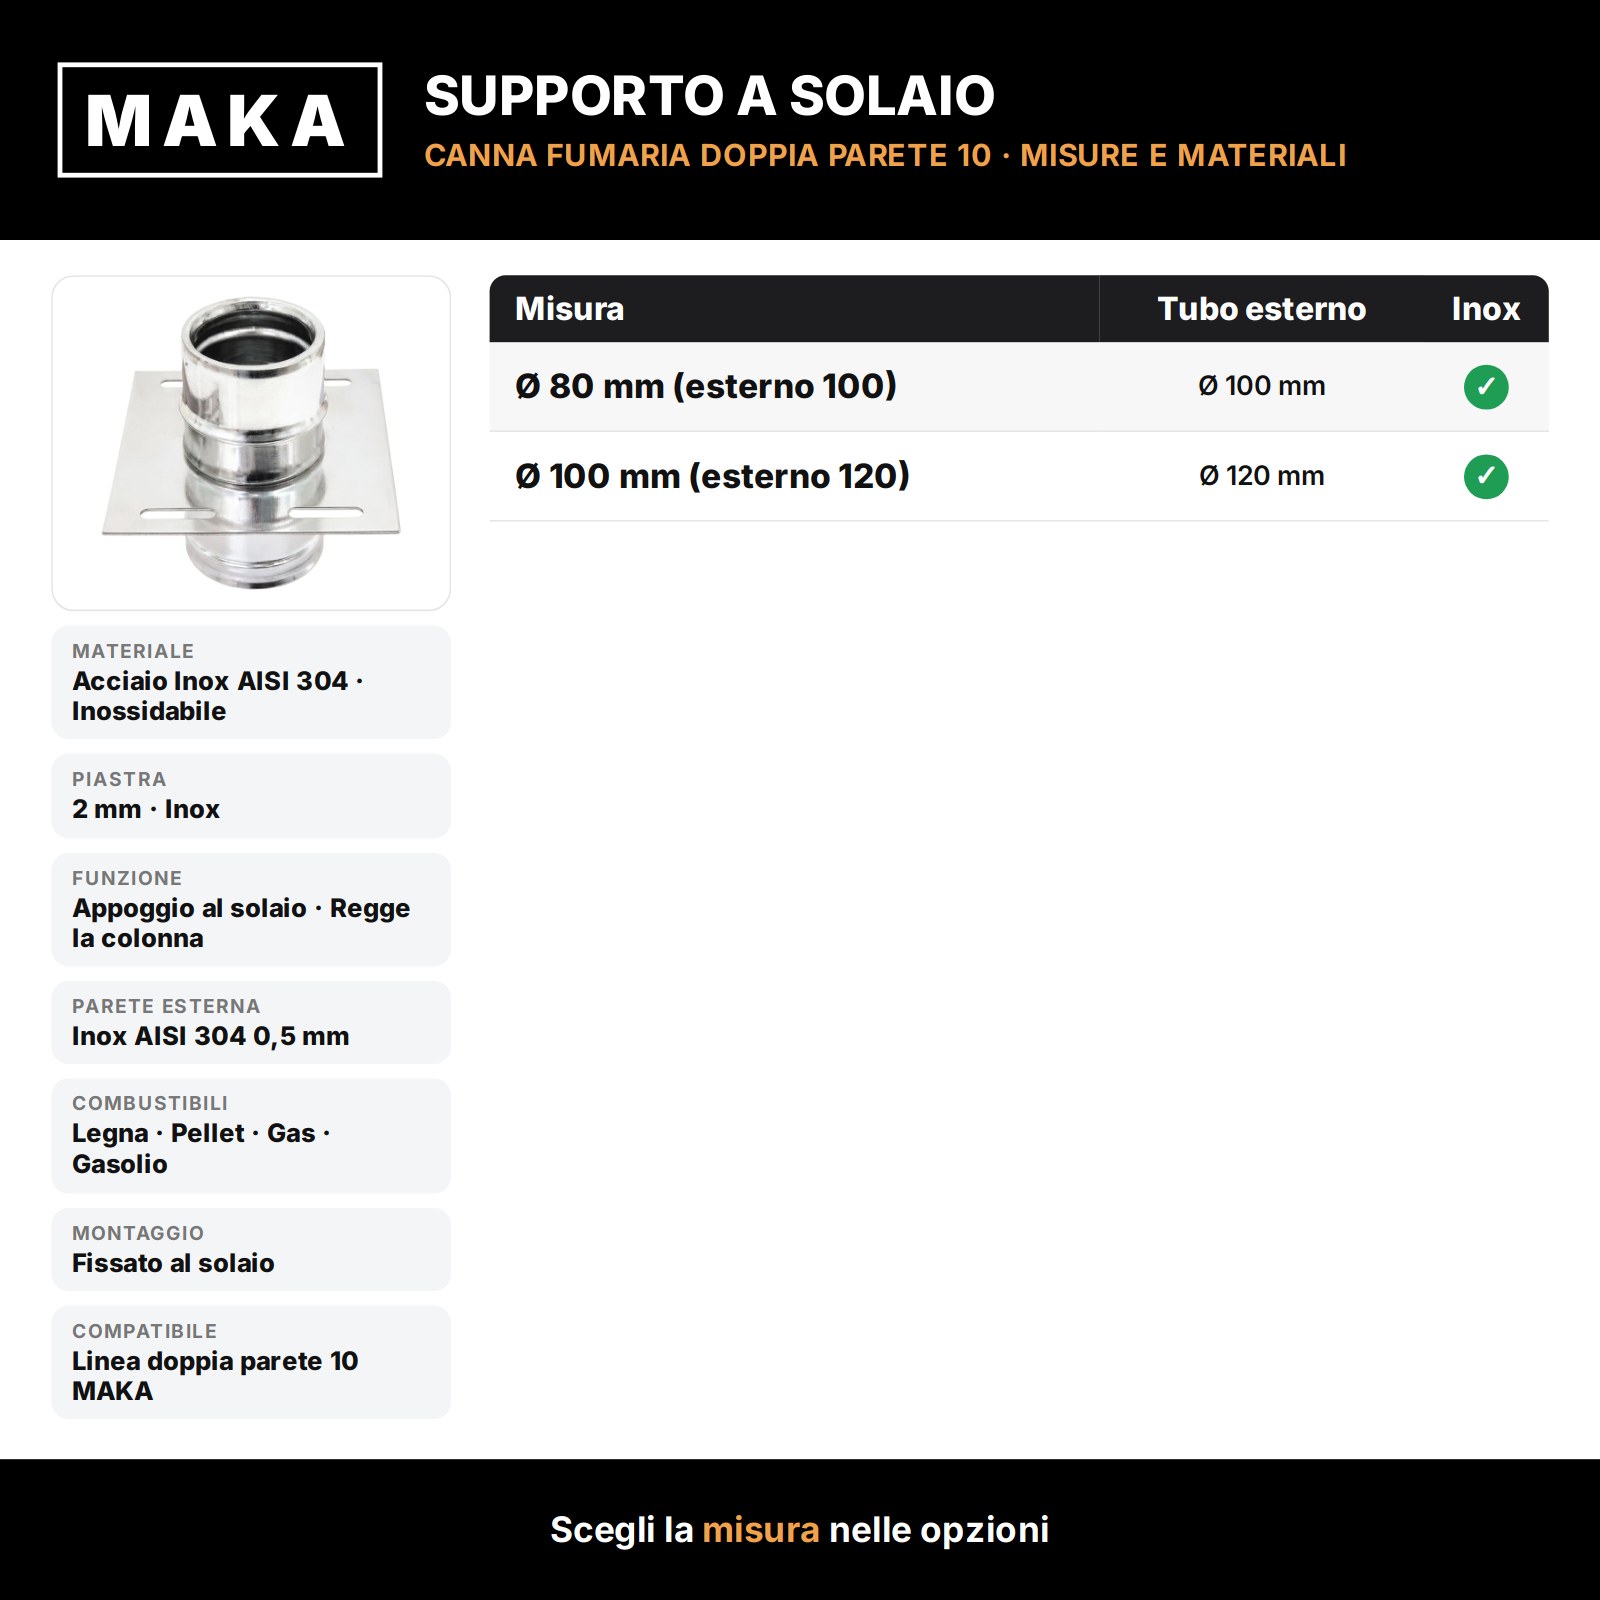 MAKA
SUPPORTO A SOLAIO
CANNA FUMARIA DOPPIA PARETE 10 · MISURE E MATERIALI
Misura Tubo esterno Inox
Ø 80 mm (esterno 100) Ø 100 mm ✓
Ø 100 mm (esterno 120) Ø 120 mm ✓
MATERIALE
Acciaio Inox AISI 304 ·
Inossidabile
PIASTRA
2 mm · Inox
FUNZIONE
Appoggio al solaio · Regge
la colonna
PARETE ESTERNA
Inox AISI 304 0,5 mm
COMBUSTIBILI
Legna · Pellet · Gas ·
Gasolio
MONTAGGIO
Fissato al solaio
COMPATIBILE
Linea doppia parete 10
MAKA
Scegli la misura nelle opzioni